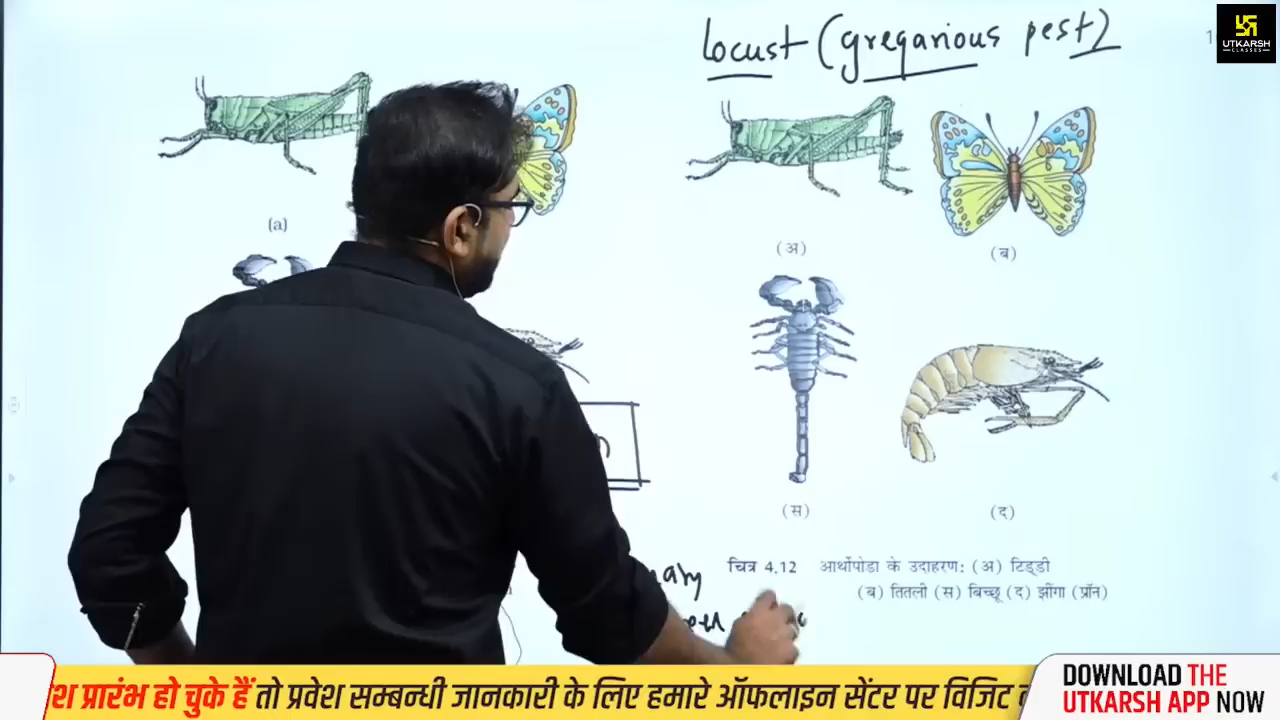 locust (gregarious pest)
UTKARSH
CLASSES
(a)
(अ)
(ब)
(स)
(द)
चित्र 4.12 आर्थोपोडा के उदाहरण: (अ) टिड्डी
(ब) तितली (स) बिच्छू (द) झींगा (प्रॉन)
प्रारंभ हो चुके हैं तो प्रवेश सम्बन्धी जानकारी के लिए हमारे ऑफलाइन सेंटर पर विजिट
DOWNLOAD THE
UTKARSH APP NOW